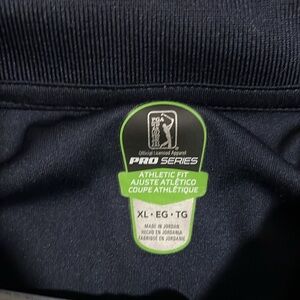 PGA TOUR
Official Licensed Apparel
PRO SERIES
ATHLETIC FIT
AJUSTE ATLÉTICO
COUPE ATHLÉTIQUE
XL • EG • TG
MADE IN JORDAN
HECHO EN JORDANIA
FABRIQUÉ EN JORDANIE